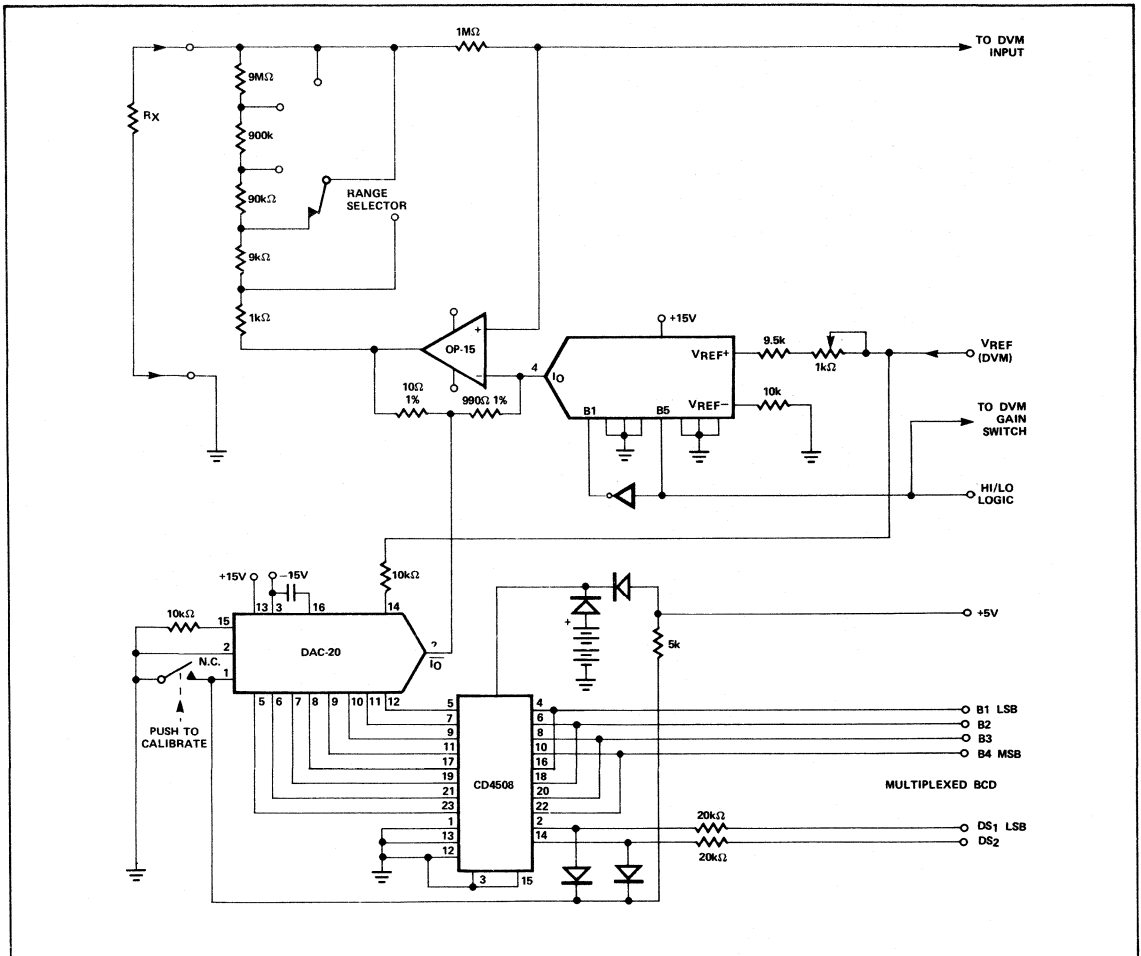 1MΩ
TO DVM
INPUT
9MΩ
RX
900k
90kΩ
RANGE
SELECTOR
9kΩ
1kΩ
+15V
OP-15
+
−
4
IO
VREF+
9.5k
1kΩ
VREF
(DVM)
10Ω
1%
990Ω 1%
VREF−
10k
B1
B5
TO DVM
GAIN
SWITCH
HI/LO
LOGIC
+15V
−15V
10kΩ
13
3
16
14
10kΩ
15
2
N.C.
1
DAC-20
?
IO
+
5k
+5V
5
6
7
8
9
10
11
12
PUSH TO
CALIBRATE
5
4
B1 LSB
7
6
B2
9
8
B3
11
10
B4 MSB
17
16
19
18
21
20
23
22
CD4508
MULTIPLEXED BCD
1
2
20kΩ
DS1 LSB
13
14
DS2
12
20kΩ
3
15